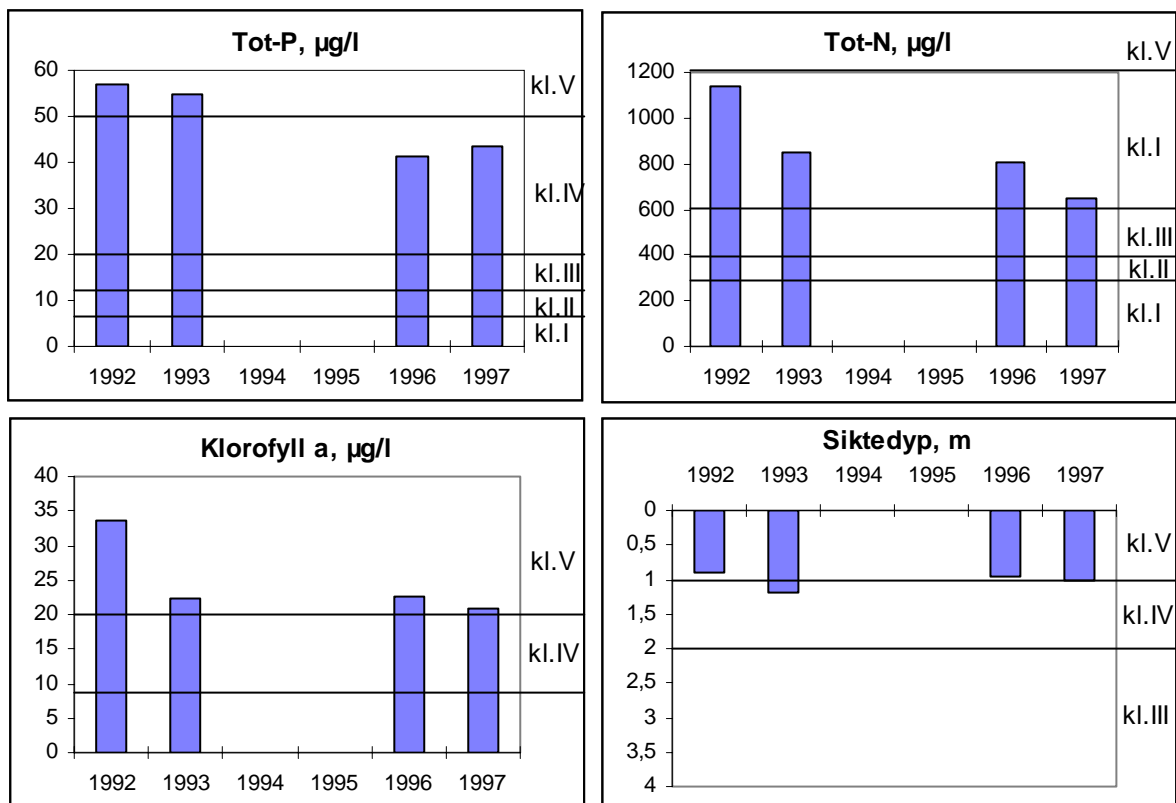 Tot-P, µg/l
60
50
40
30
20
10
0
kl.V
kl.IV
kl.III
kl.II
kl.I
1992 1993 1994 1995 1996 1997
Tot-N, µg/l
1200
1000
800
600
400
200
0
kl.V
kl.I
kl.III
kl.II
kl.I
1992 1993 1994 1995 1996 1997
Klorofyll a, µg/l
40
35
30
25
20
15
10
5
0
kl.V
kl.IV
1992 1993 1994 1995 1996 1997
Siktedyp, m
1992 1993 1994 1995 1996 1997
0
0,5
1
1,5
2
2,5
3
3,5
4
kl.V
kl.IV
kl.III